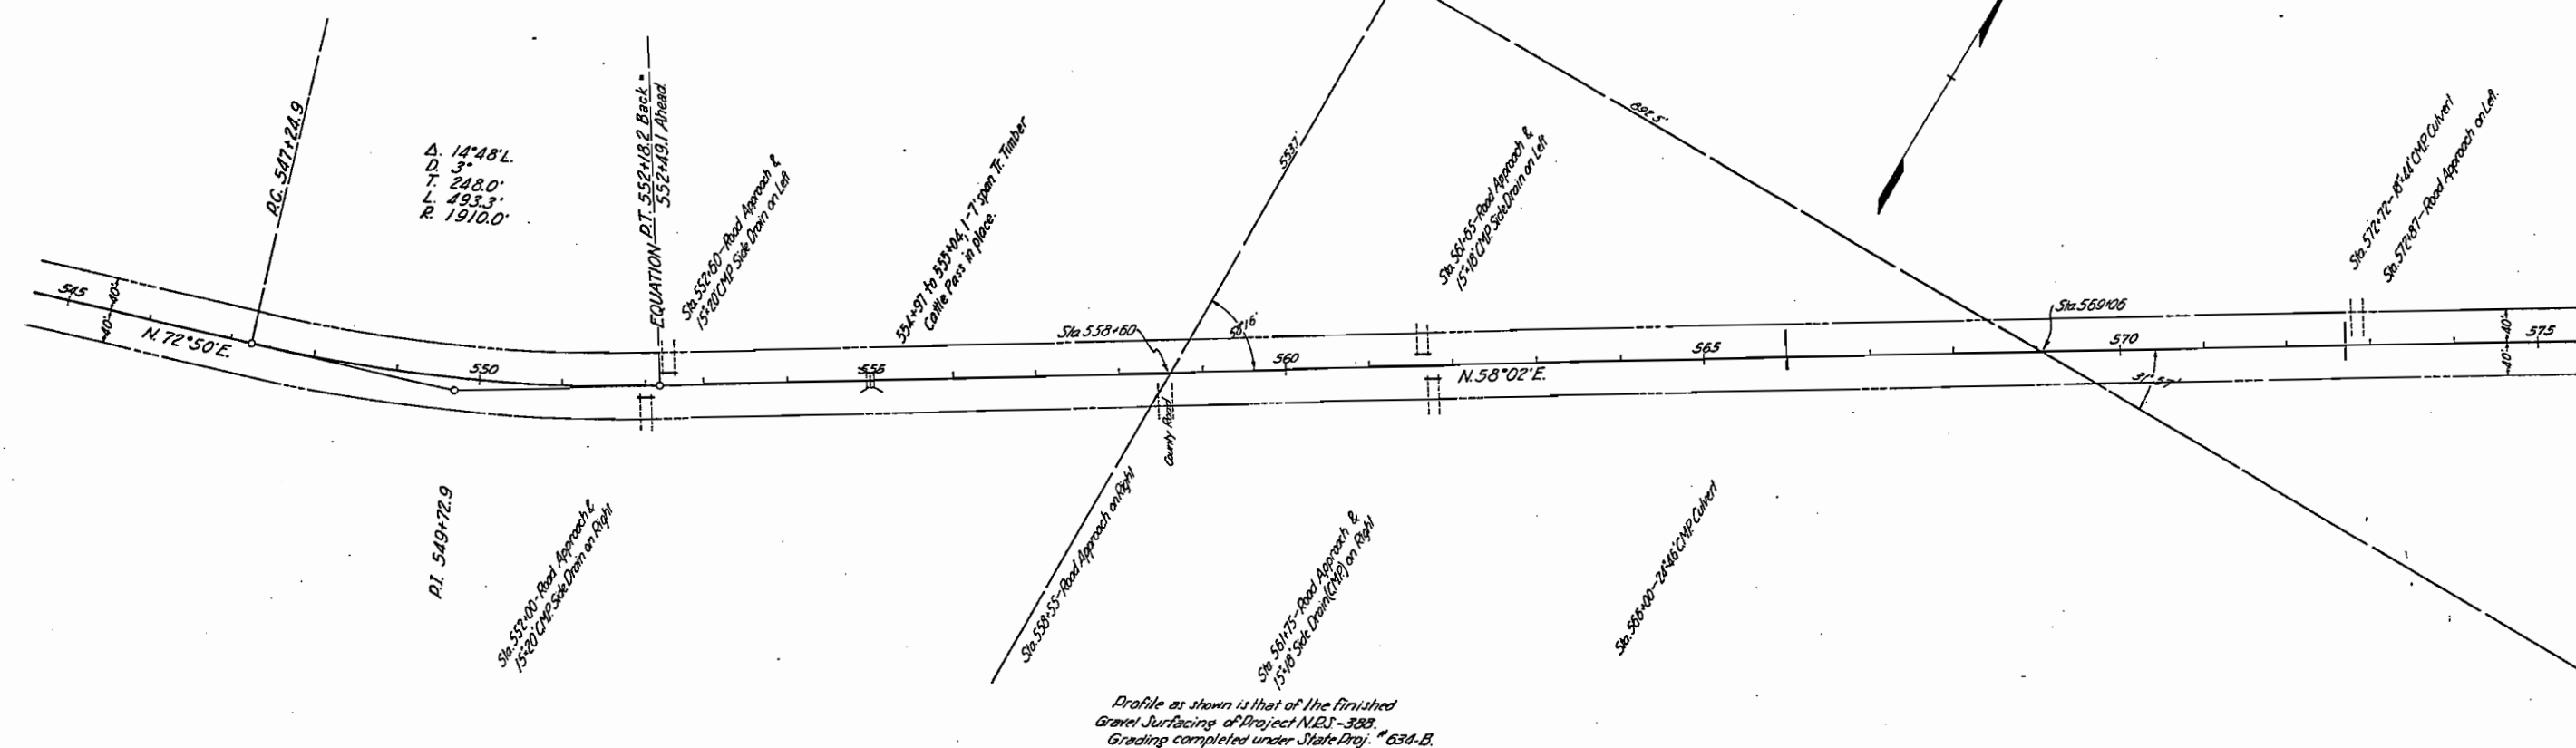 P.C. 547+24.9
Δ. 14°48'L.
D. 3°
T. 248.0'
L. 493.3'
R. 1910.0'
EQUATION P.T. 552+18.2 Back =
552+49.1 Ahead.
Sta. 552+60-Road Approach &
15"x20' C.M.P. Side Drain on Left
554+97 to 555+04, 1-7' span Tr. Timber
Cattle Pass in place.
553.7'
892.5'
Sta. 561+65-Road Approach &
15"x18' C.M.P. Side Drain on Left
Sta. 572+72-18"x44' C.M.P. Culvert
Sta. 572+87-Road Approach on Left.
545
40'
40'
N. 72°50' E.
550
555
Sta. 558+60
58°16'
560
N. 58°02' E.
565
Sta. 569+06
570
31°57'
40'
40'
575
County Road
P.I. 549+72.9
Sta. 552+00-Road Approach &
15"x20' C.M.P. Side Drain on Right
Sta. 558+55-Road Approach on Right
Sta. 561+75-Road Approach &
15"x18' Side Drain (C.M.P.) on Right
Sta. 566+00-24"x46' C.M.P. Culvert
Profile as shown is that of the finished
Gravel Surfacing of Project N.R.S.-388.
Grading completed under State Proj. #634-B.